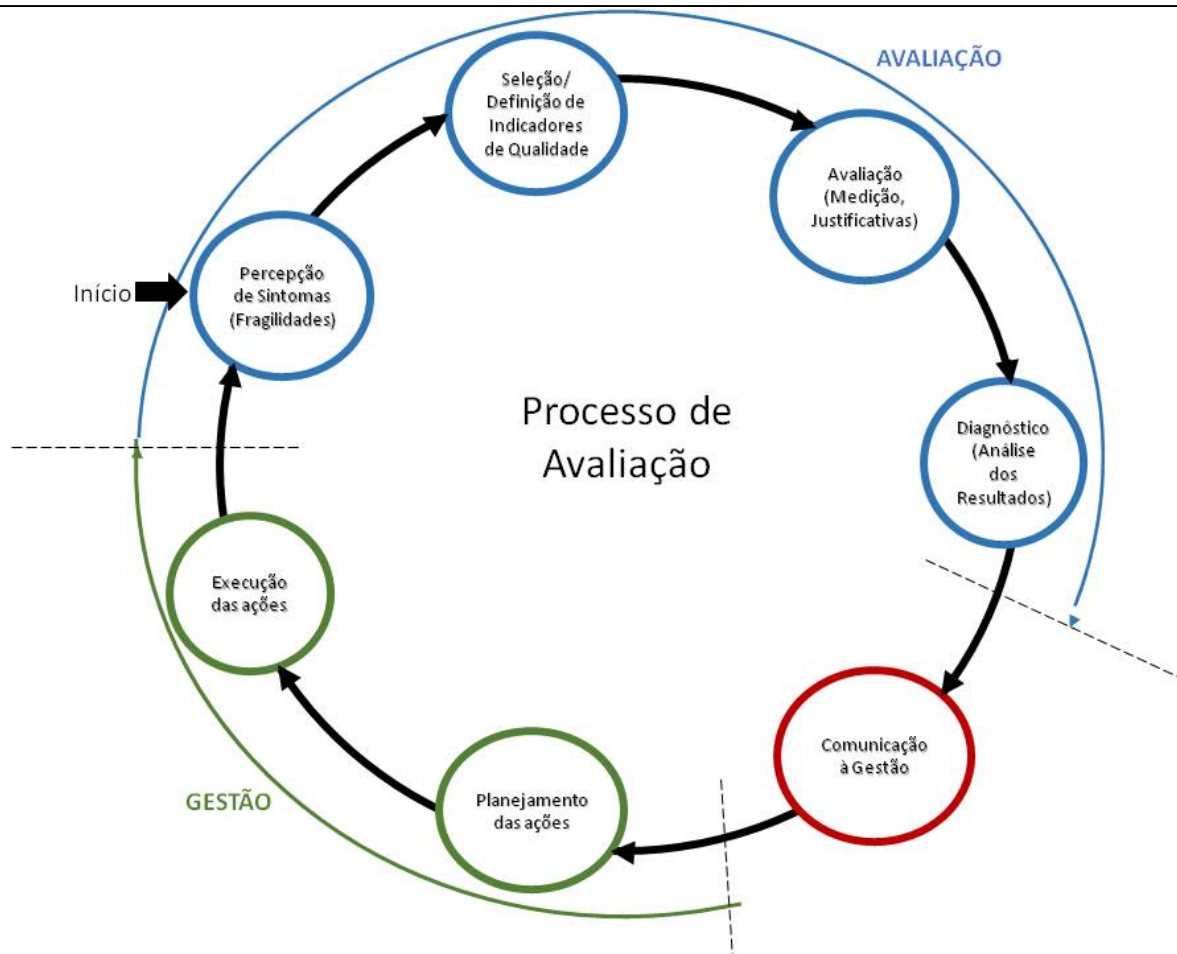 AVALIAÇÃO
Seleção/
Definição de
Indicadores
de Qualidade
Avaliação
(Medição,
Justificativas)
Início
Percepção
de Sintomas
(Fragilidades)
Processo de
Avaliação
Diagnóstico
(Análise
dos
Resultados)
Execução
das ações
Comunicação
à Gestão
Planejamento
das ações
GESTÃO